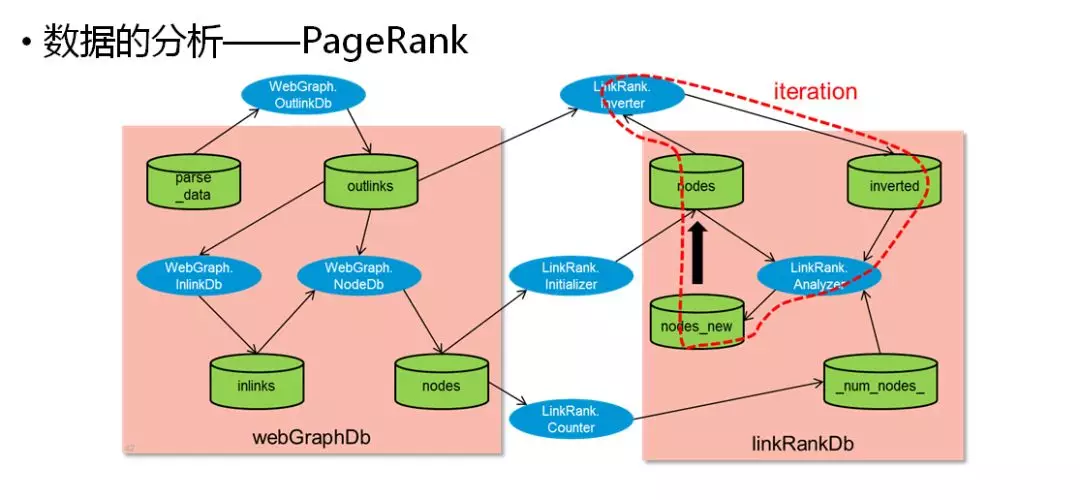 • 数据的分析——PageRank
WebGraph.
OutlinkDb
LinkRank.
Inverter
iteration
parse
_data
outlinks
nodes
inverted
WebGraph.
InlinkDb
WebGraph.
NodeDb
LinkRank.
Initializer
LinkRank.
Analyzer
nodes_new
inlinks
nodes
_num_nodes_
LinkRank.
Counter
webGraphDb
linkRankDb
42